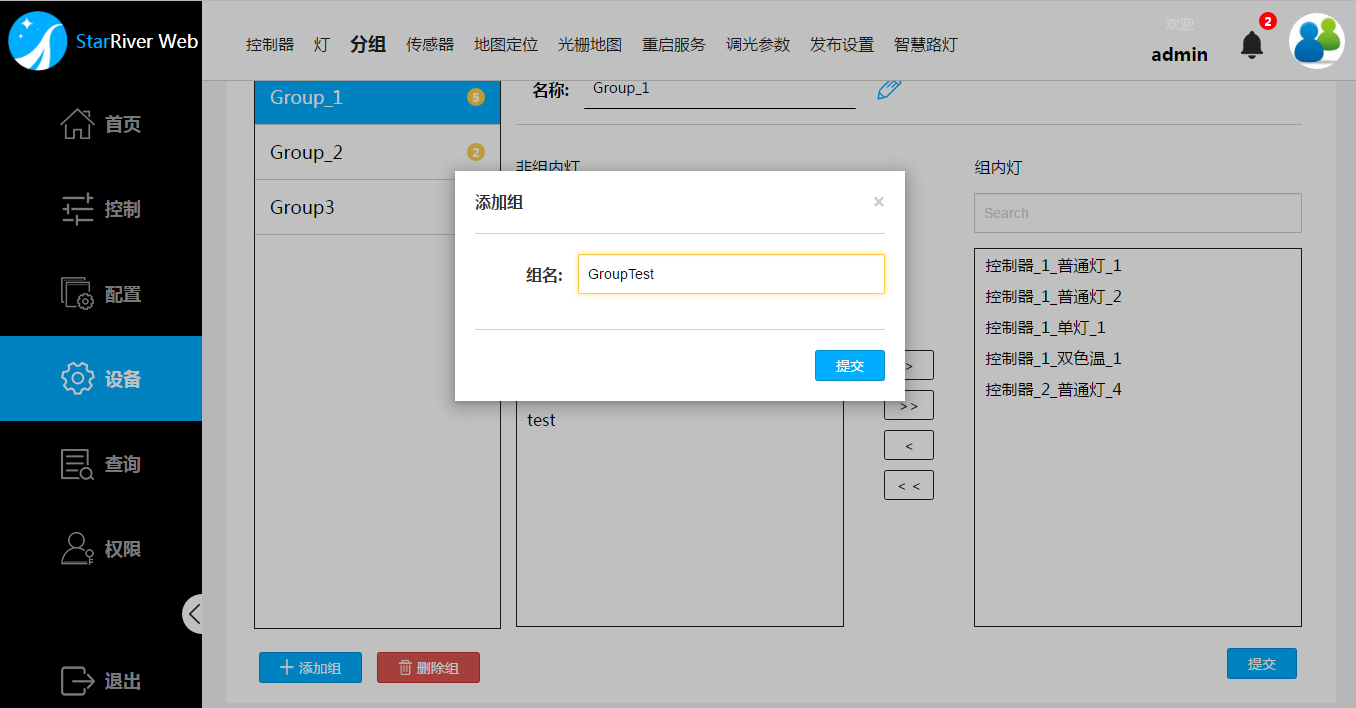 StarRiver Web
控制器 灯 分组 传感器 地图定位 光栅地图 重启服务 调光参数 发布设置 智慧路灯
欢迎
admin
2
首页
控制
配置
设备
查询
权限
退出
Group_1 5
Group_2 2
Group3
名称: Group_1
非组内灯
组内灯
Search
添加组 ×
组名: GroupTest
提交
test
>
>>
<
< <
控制器_1_普通灯_1
控制器_1_普通灯_2
控制器_1_单灯_1
控制器_1_双色温_1
控制器_2_普通灯_4
添加组
删除组
提交